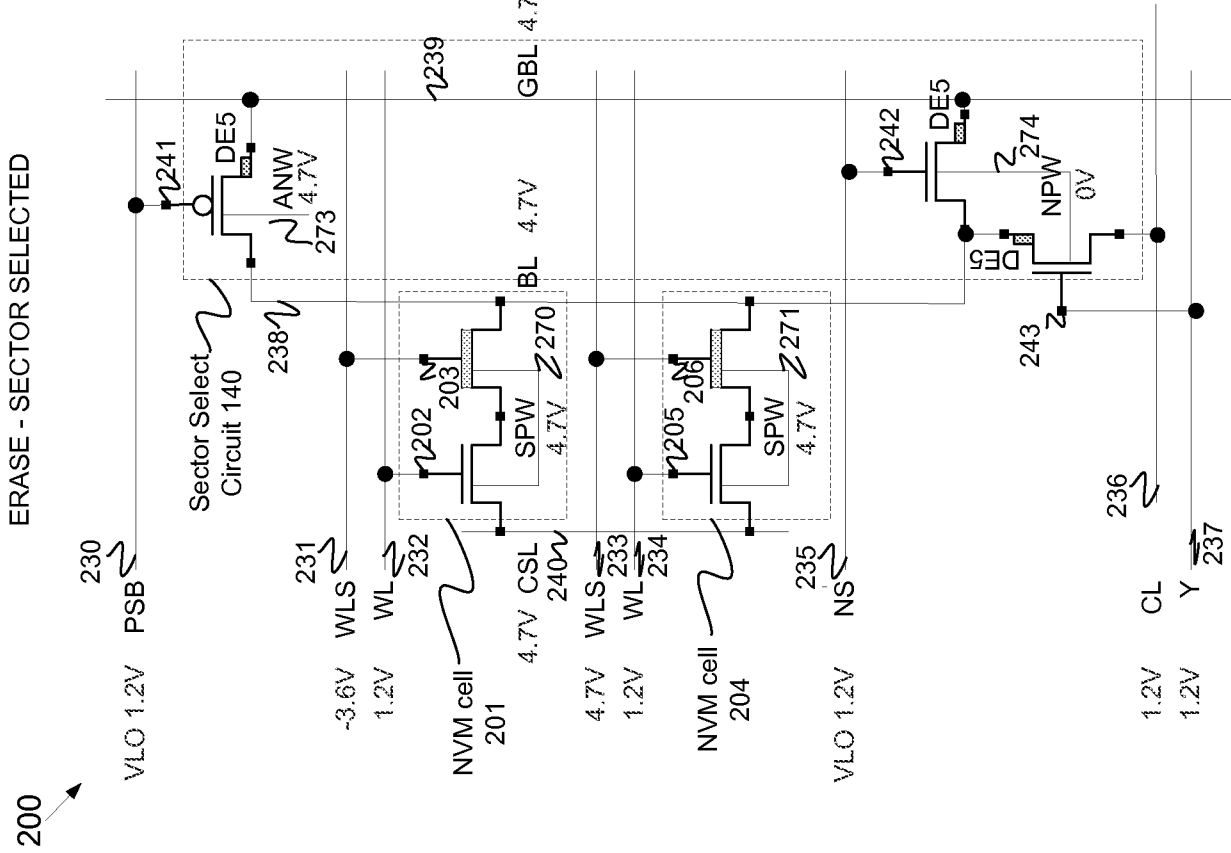 200
ERASE - SECTOR SELECTED
VLO 1.2V PSB 230
241
DE5
ANW
4.7V
273
Sector Select
Circuit 140
238
239
-3.6V WLS 231
1.2V WL 232
202
203
SPW
4.7V
270
NVM cell
201
4.7V CSL
240
BL 4.7V
GBL 4.7
4.7V WLS 233
1.2V WL 234
205
206
SPW
4.7V
271
NVM cell
204
VLO 1.2V NS 235
242
DE5
NPW
0V
274
DE5
243
1.2V CL 236
1.2V Y 237